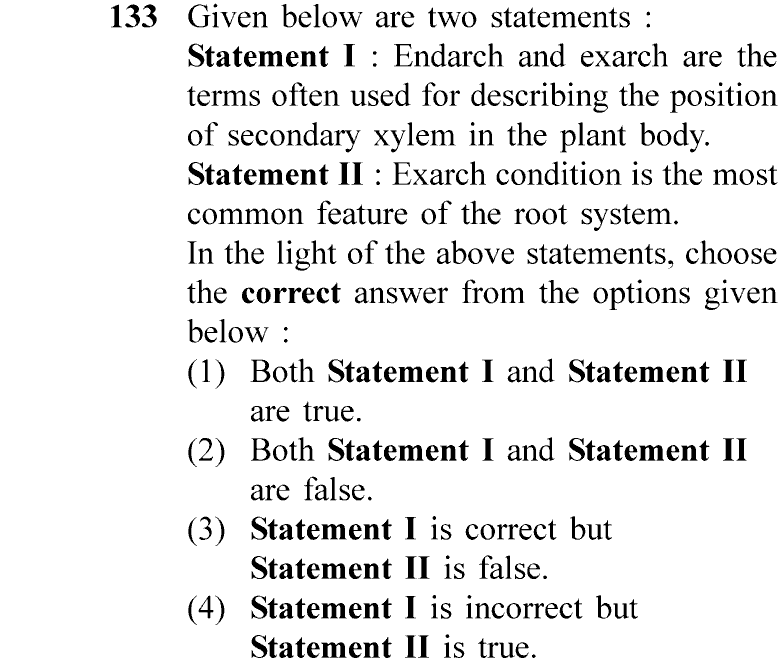 133 Given below are two statements :
Statement I : Endarch and exarch are the
terms often used for describing the position
of secondary xylem in the plant body.
Statement II : Exarch condition is the most
common feature of the root system.
In the light of the above statements, choose
the correct answer from the options given
below :
(1) Both Statement I and Statement II
are true.
(2) Both Statement I and Statement II
are false.
(3) Statement I is correct but
Statement II is false.
(4) Statement I is incorrect but
Statement II is true.